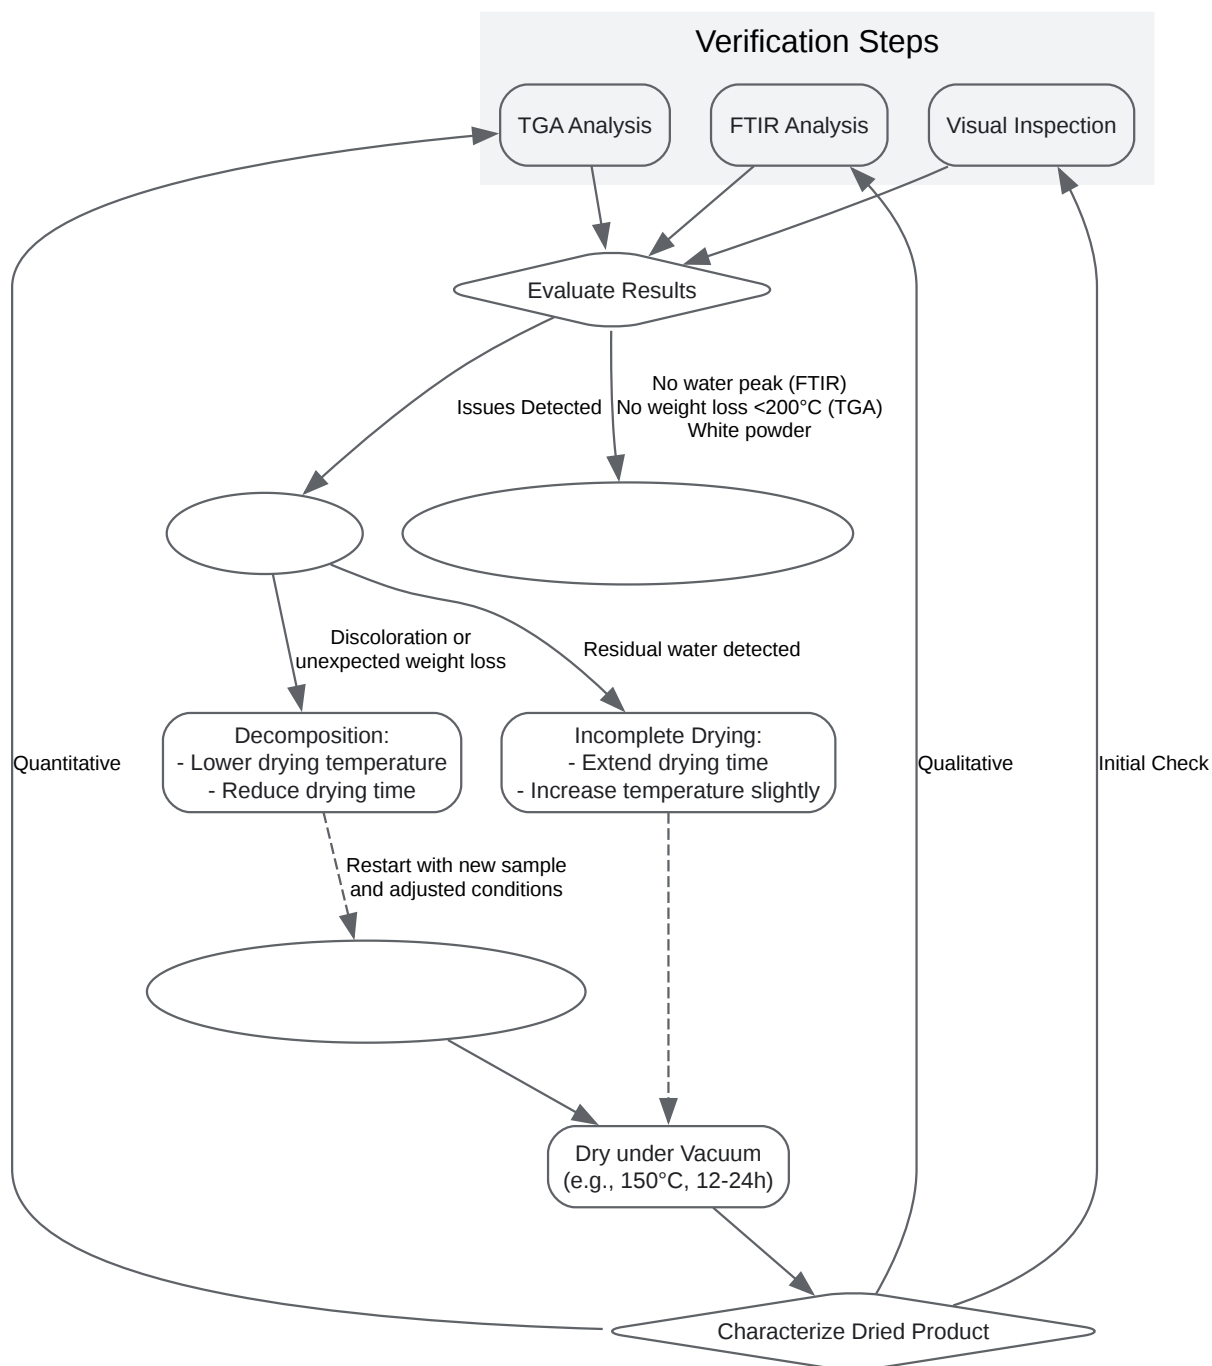 Verification Steps
TGA Analysis
FTIR Analysis
Visual Inspection
Evaluate Results
Issues Detected
No water peak (FTIR)
No weight loss <200°C (TGA)
White powder
Discoloration or
unexpected weight loss
Residual water detected
Quantitative
Decomposition:
- Lower drying temperature
- Reduce drying time
Incomplete Drying:
- Extend drying time
- Increase temperature slightly
Qualitative
Initial Check
Restart with new sample
and adjusted conditions
Dry under Vacuum
(e.g., 150°C, 12-24h)
Characterize Dried Product